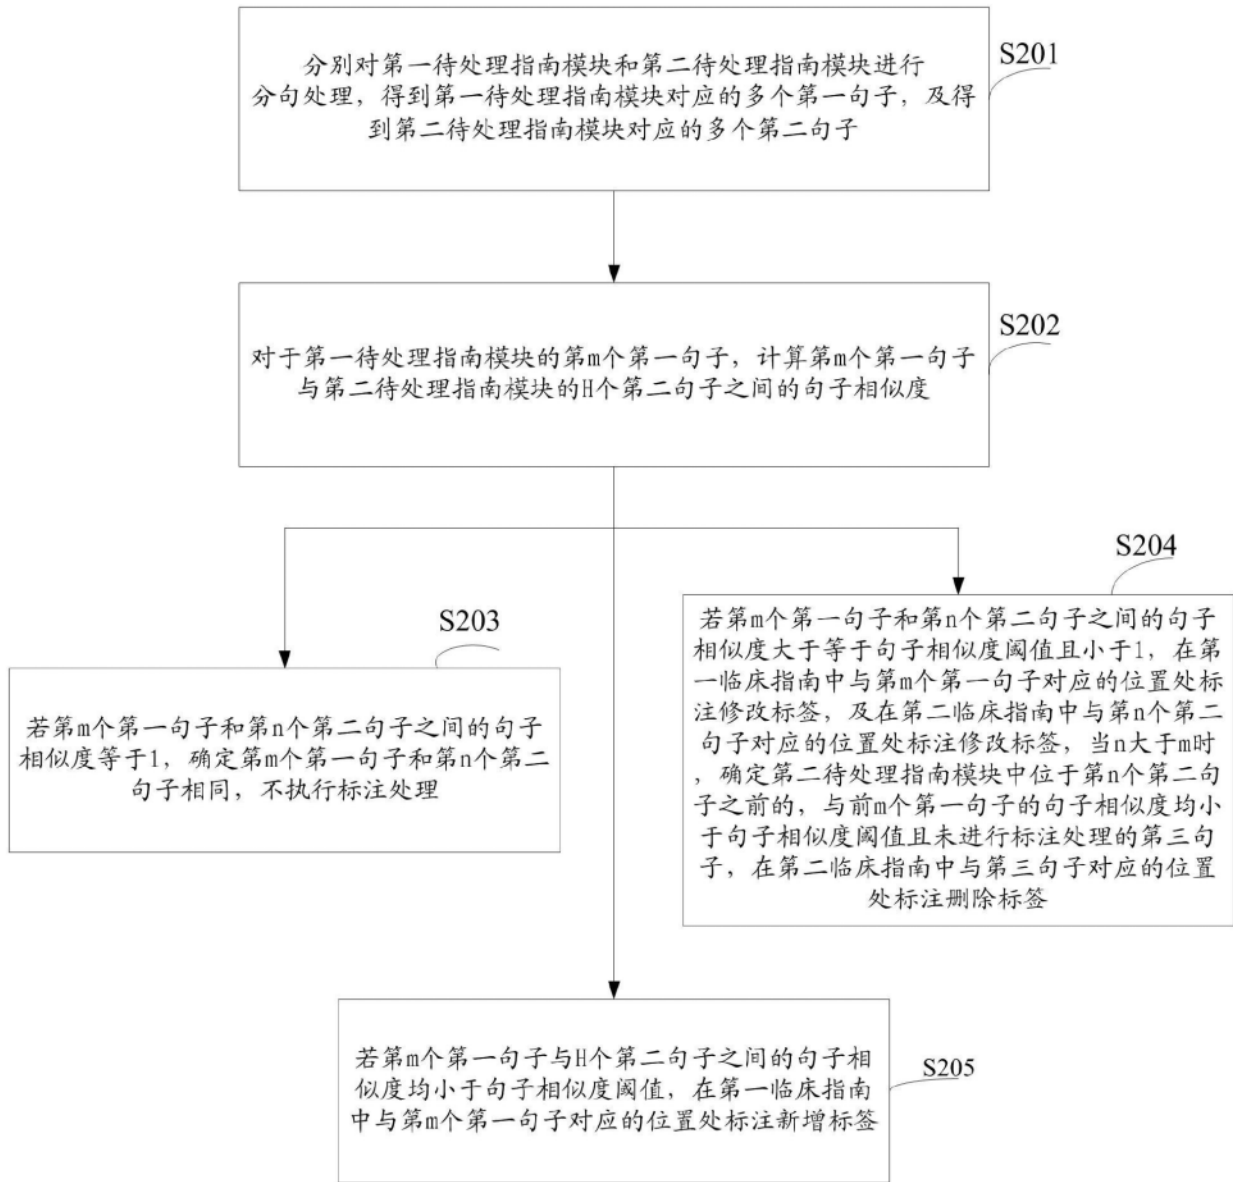 S201
分别对第一待处理指南模块和第二待处理指南模块进行
分句处理，得到第一待处理指南模块对应的多个第一句子，及得
到第二待处理指南模块对应的多个第二句子
S202
对于第一待处理指南模块的第m个第一句子，计算第m个第一句子
与第二待处理指南模块的H个第二句子之间的句子相似度
S203
若第m个第一句子和第n个第二句子之间的句子
相似度等于1，确定第m个第一句子和第n个第二
句子相同，不执行标注处理
S204
若第m个第一句子和第n个第二句子之间的句子
相似度大于等于句子相似度阈值且小于1，在第
一临床指南中与第m个第一句子对应的位置处标
注修改标签，及在第二临床指南中与第n个第二
句子对应的位置处标注修改标签，当n大于m时
，确定第二待处理指南模块中位于第n个第二句
子之前的，与前m个第一句子的句子相似度均小
于句子相似度阈值且未进行标注处理的第三句
子，在第二临床指南中与第三句子对应的位置
处标注删除标签
S205
若第m个第一句子与H个第二句子之间的句子相
似度均小于句子相似度阈值，在第一临床指南
中与第m个第一句子对应的位置处标注新增标签